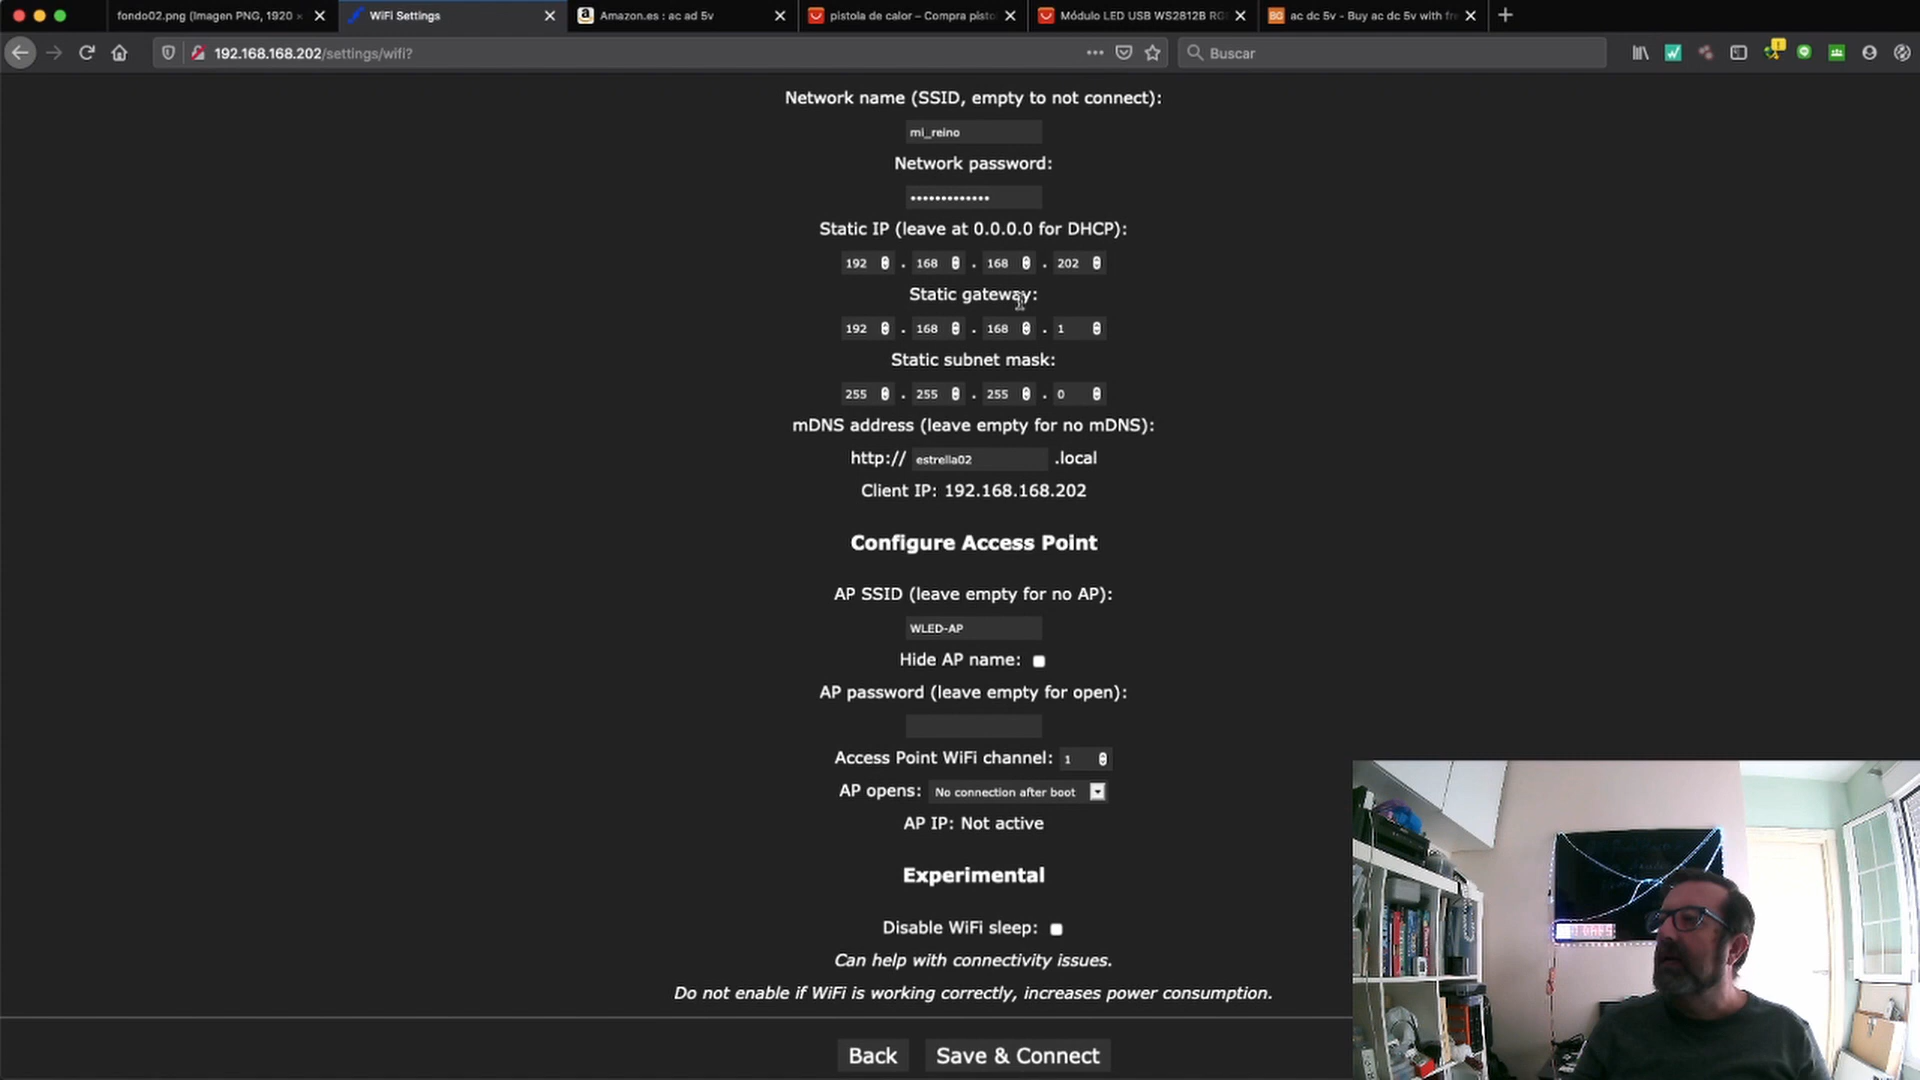 fondo02.png (Imagen PNG, 1920 ×
WiFi Settings
Amazon.es : ac ad 5v
pistola de calor – Compra pisto
Módulo LED USB WS2812B RG
BG ac dc 5v - Buy ac dc 5v with fr
192.168.168.202/settings/wifi?
Buscar
Network name (SSID, empty to not connect):
mi_reino
Network password:
•••••••••••••
Static IP (leave at 0.0.0.0 for DHCP):
192 . 168 . 168 . 202
Static gateway:
192 . 168 . 168 . 1
Static subnet mask:
255 . 255 . 255 . 0
mDNS address (leave empty for no mDNS):
http:// estrella02 .local
Client IP: 192.168.168.202
Configure Access Point
AP SSID (leave empty for no AP):
WLED-AP
Hide AP name:
AP password (leave empty for open):
Access Point WiFi channel: 1
AP opens: No connection after boot
AP IP: Not active
Experimental
Disable WiFi sleep:
Can help with connectivity issues.
Do not enable if WiFi is working correctly, increases power consumption.
Back Save & Connect